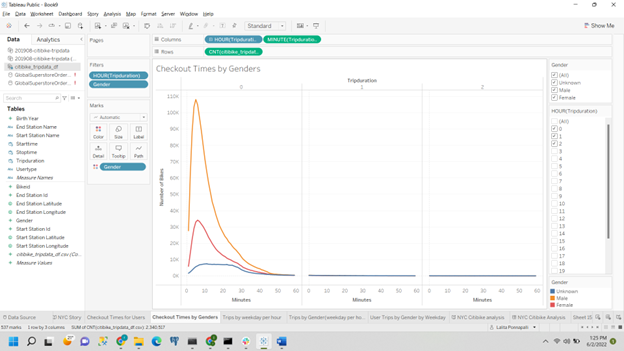 Tableau Public - Book9
File Data Worksheet Dashboard Story Analysis Map Format Server Window Help
Standard
Show Me
Data Analytics
201908-citibike-tripdata
201908-citibike-tripdata
citibike_tripdata_df
GlobalSuperstoreOrder...
GlobalSuperstoreOrder...
Search
Tables
Birth Year
End Station Name
Start Station Name
Starttime
Stoptime
Tripduration
Usertype
Measure Names
Bikeid
End Station Id
End Station Latitude
End Station Longitude
Gender
Start Station Id
Start Station Latitude
Start Station Longitude
citibike_tripdata_df.csv (Co...
Measure Values
Pages
Filters
HOUR(Tripduration)
Gender
Marks
Automatic
Color Size Label
Detail Tooltip Path
Gender
Columns
HOUR(Tripdurati...
MINUTE(Tripduratio...
Rows
CNT(citibike_tripdat...
Checkout Times by Genders
Tripduration
0 1 2
110K
100K
90K
80K
70K
60K
50K
40K
30K
20K
10K
0K
Number of Bikes
0 10 20 30 40 50 60 0 10 20 30 40 50 60 0 10 20 30 40 50 60
Minutes Minutes Minutes
Gender
(All)
Unknown
Male
Female
HOUR(Tripduration)
(All)
0
1
2
3
4
5
6
7
8
9
10
11
12
13
14
15
16
17
18
19
Gender
Unknown
Male
Female
Data Source NYC Story Checkout Times for Users Checkout Times by Genders Trips by weekday per hour Trips by Gender(weekday per ho... User Trips by Gender by Weekday NYC Citibke analysis NYC Citibike Analysis
537 marks 1 row by 3 columns SUM of CNT(citibike_tripdata_df.csv): 2,340,517
1:25 PM
6/2/2022